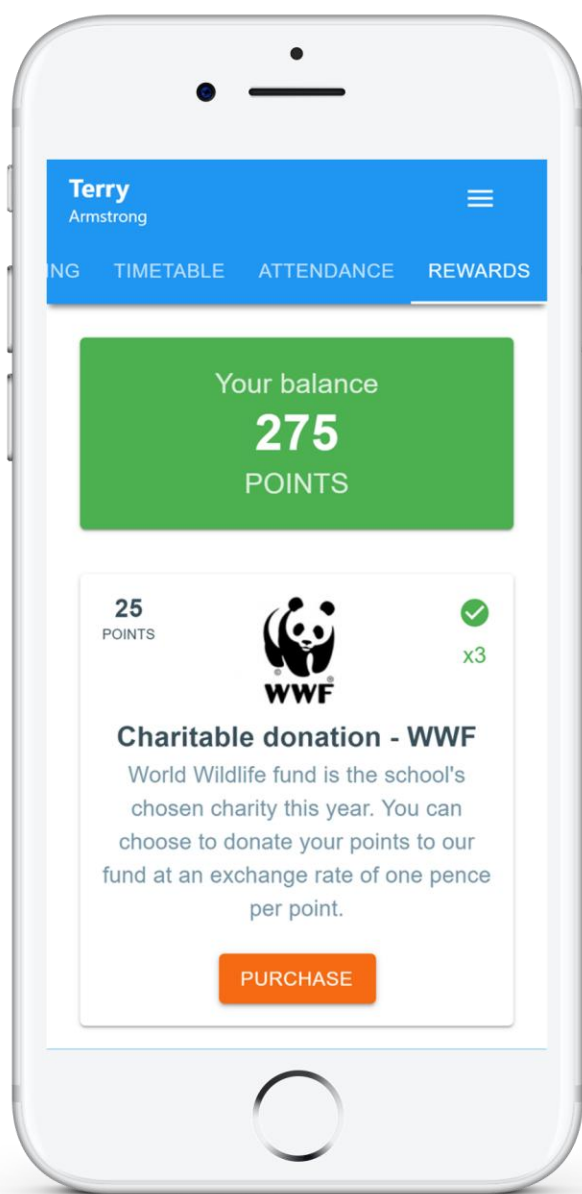 Terry
Armstrong
NG TIMETABLE ATTENDANCE REWARDS
Your balance
275
POINTS
25
POINTS
x3
WWF
Charitable donation - WWF
World Wildlife fund is the school's
chosen charity this year. You can
choose to donate your points to our
fund at an exchange rate of one pence
per point.
PURCHASE